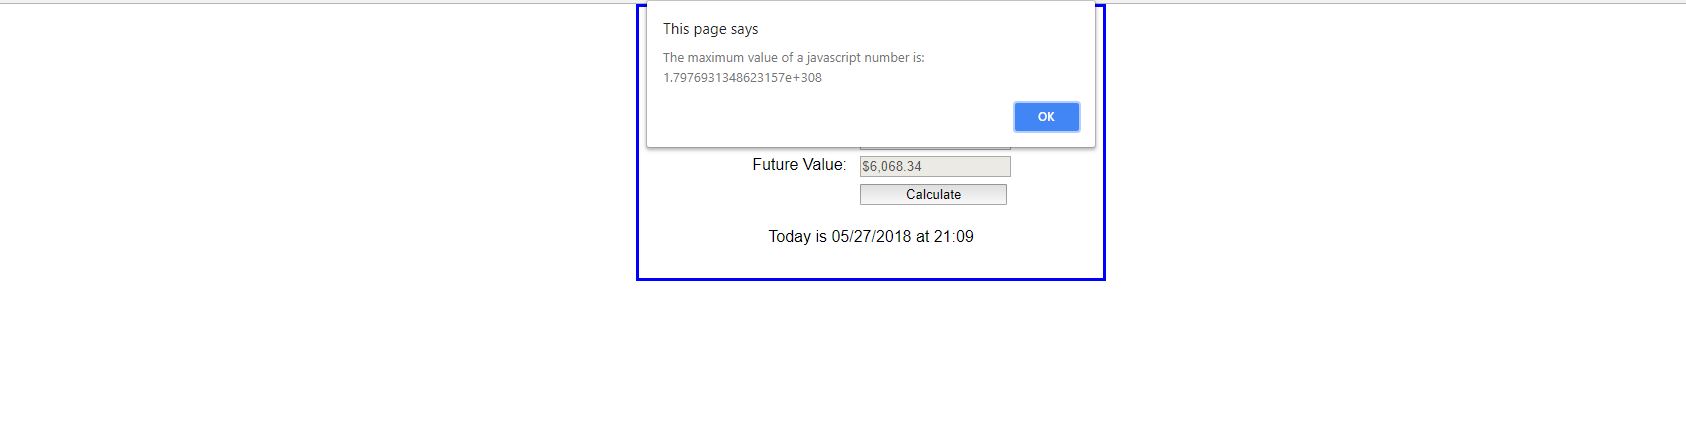 This page says
The maximum value of a javascript number is:
1.7976931348623157e+308
OK
Future Value: $6,068.34
Calculate
Today is 05/27/2018 at 21:09